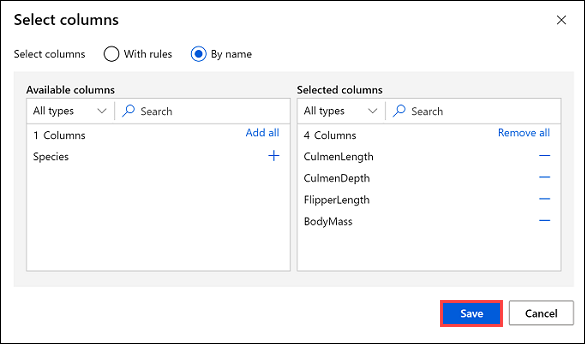 Select columns
Select columns With rules By name
Available columns
All types Search
1 Columns Add all
Species
Selected columns
All types Search
4 Columns Remove all
CulmenLength
CulmenDepth
FlipperLength
BodyMass
Save Cancel